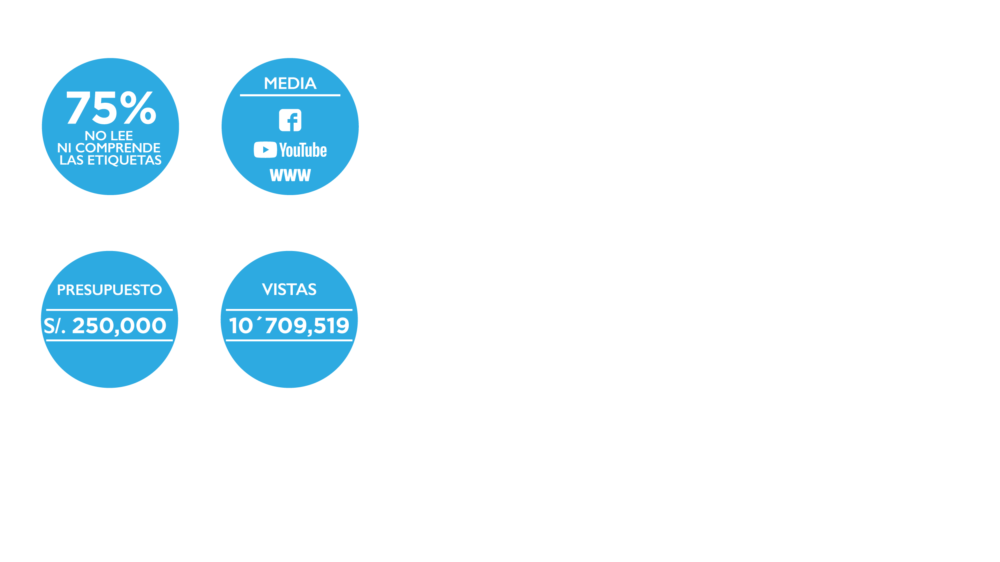 75%
NO LEE
NI COMPRENDE
LAS ETIQUETAS
MEDIA
YouTube
WWW
PRESUPUESTO
S/. 250,000
VISTAS
10´709,519